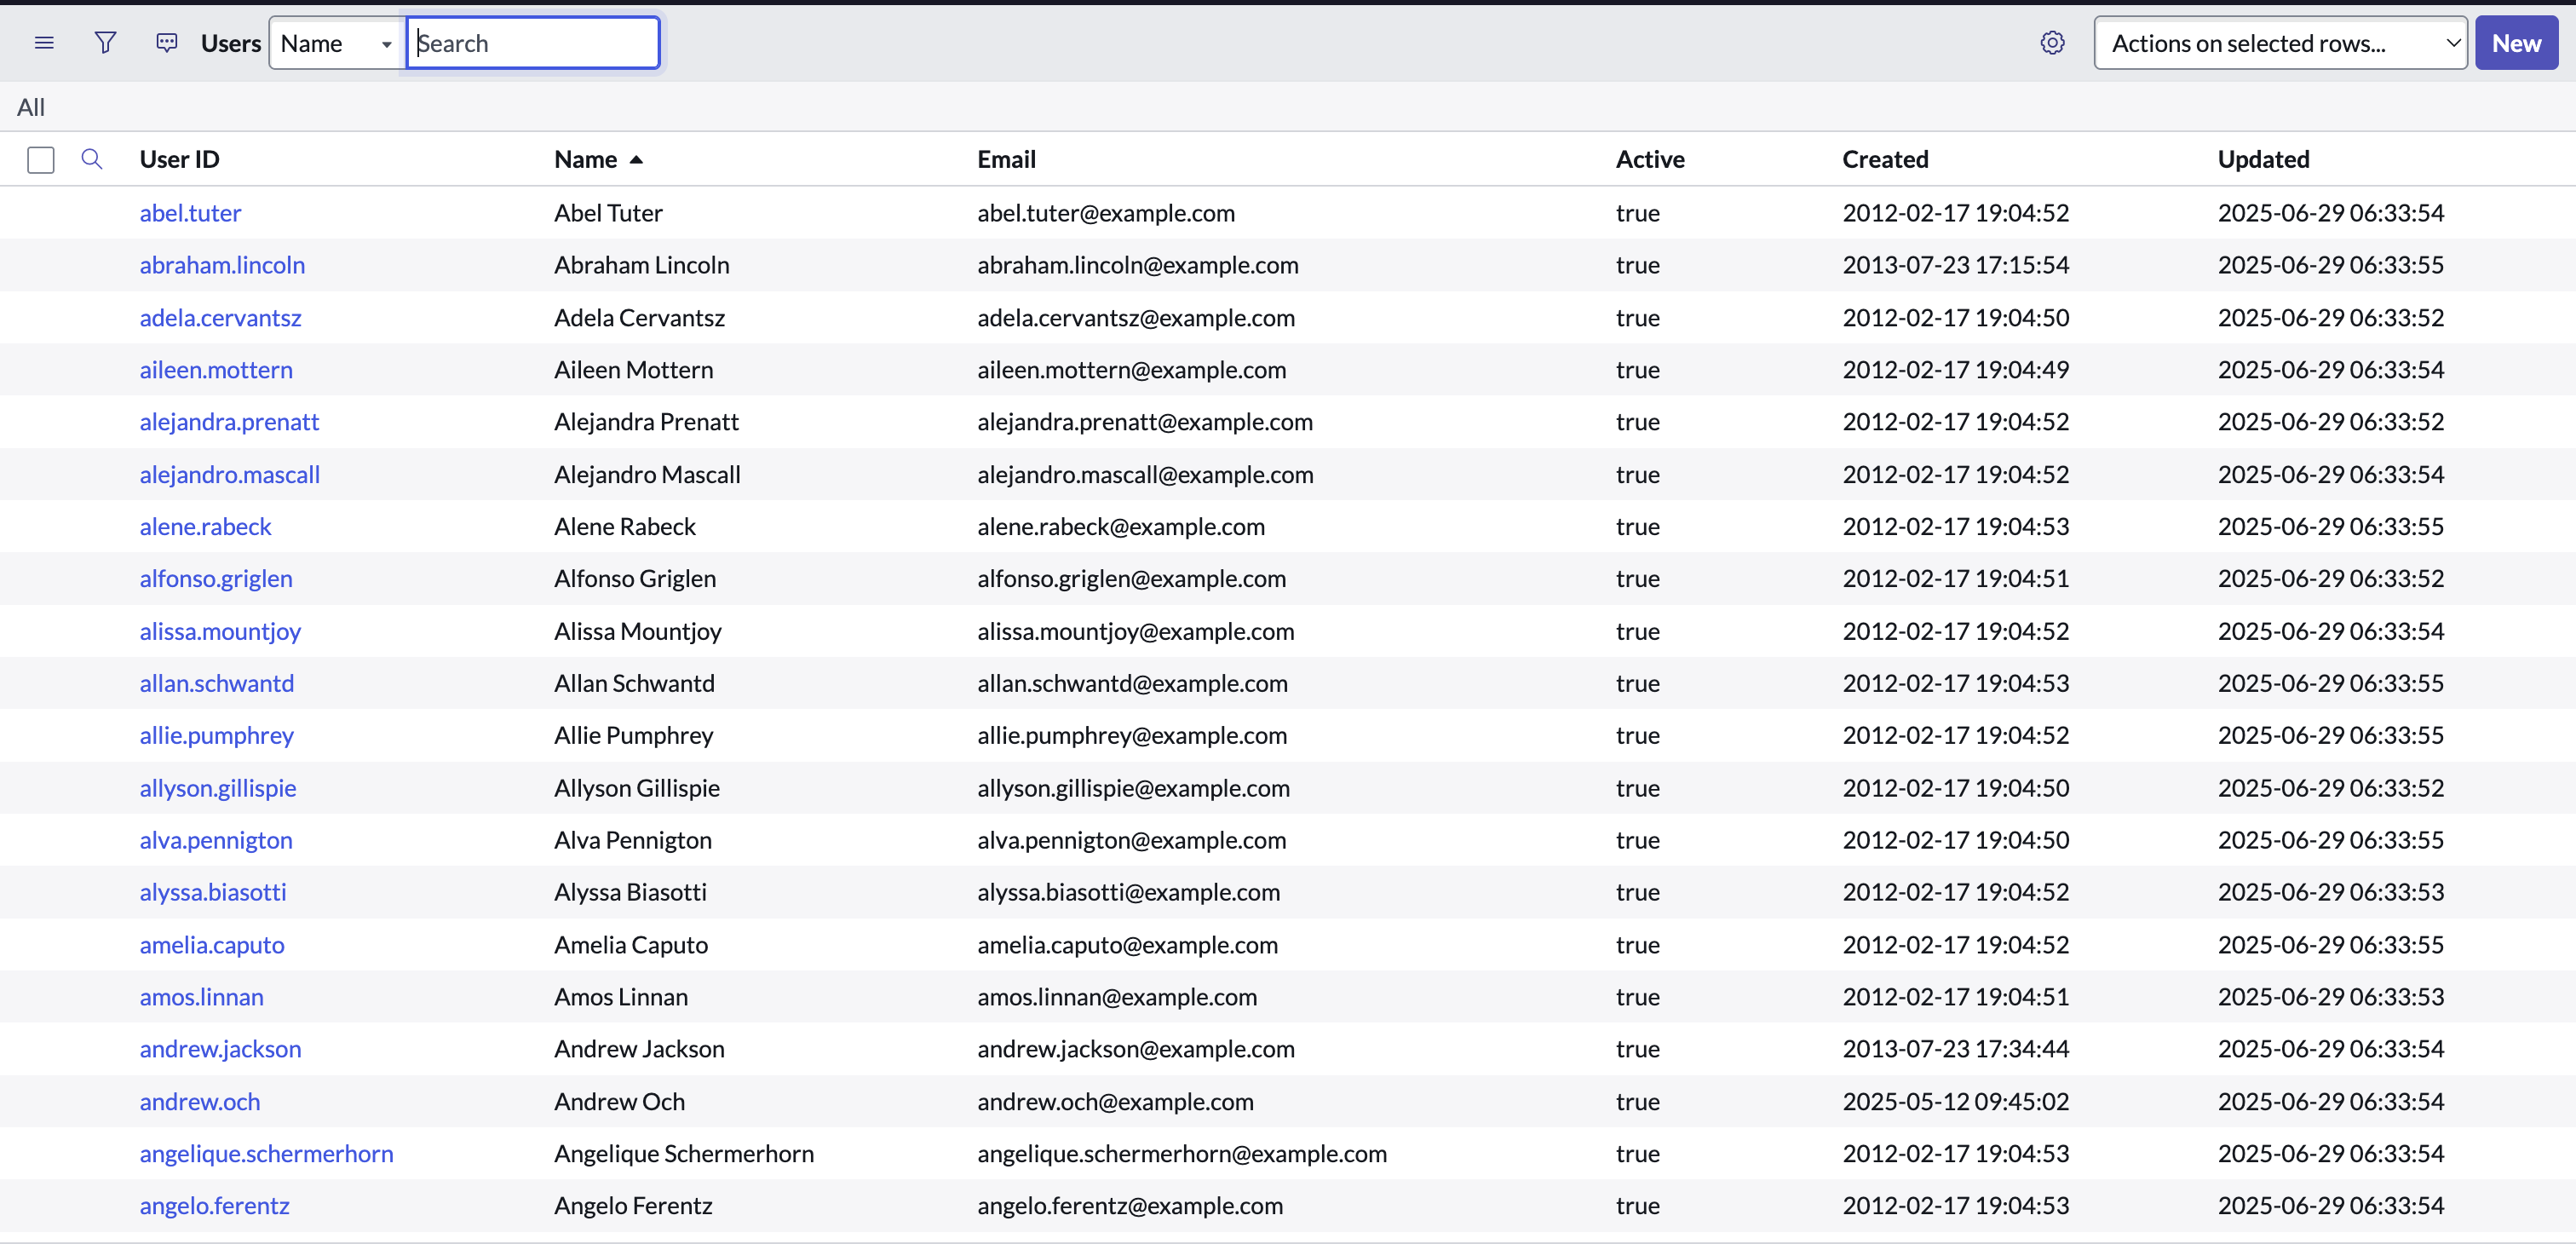 Users Name Search Actions on selected rows... New
All
User ID Name Email Active Created Updated
abel.tuter Abel Tuter abel.tuter@example.com true 2012-02-17 19:04:52 2025-06-29 06:33:54
abraham.lincoln Abraham Lincoln abraham.lincoln@example.com true 2013-07-23 17:15:54 2025-06-29 06:33:55
adela.cervantsz Adela Cervantsz adela.cervantsz@example.com true 2012-02-17 19:04:50 2025-06-29 06:33:52
aileen.mottern Aileen Mottern aileen.mottern@example.com true 2012-02-17 19:04:49 2025-06-29 06:33:54
alejandra.prenatt Alejandra Prenatt alejandra.prenatt@example.com true 2012-02-17 19:04:52 2025-06-29 06:33:52
alejandro.mascall Alejandro Mascall alejandro.mascall@example.com true 2012-02-17 19:04:52 2025-06-29 06:33:54
alene.rabeck Alene Rabeck alene.rabeck@example.com true 2012-02-17 19:04:53 2025-06-29 06:33:55
alfonso.griglen Alfonso Griglen alfonso.griglen@example.com true 2012-02-17 19:04:51 2025-06-29 06:33:52
alissa.mountjoy Alissa Mountjoy alissa.mountjoy@example.com true 2012-02-17 19:04:52 2025-06-29 06:33:54
allan.schwantd Allan Schwantd allan.schwantd@example.com true 2012-02-17 19:04:53 2025-06-29 06:33:55
allie.pumphrey Allie Pumphrey allie.pumphrey@example.com true 2012-02-17 19:04:52 2025-06-29 06:33:55
allyson.gillispie Allyson Gillispie allyson.gillispie@example.com true 2012-02-17 19:04:50 2025-06-29 06:33:52
alva.pennigton Alva Pennigton alva.pennigton@example.com true 2012-02-17 19:04:50 2025-06-29 06:33:55
alyssa.biasotti Alyssa Biasotti alyssa.biasotti@example.com true 2012-02-17 19:04:52 2025-06-29 06:33:53
amelia.caputo Amelia Caputo amelia.caputo@example.com true 2012-02-17 19:04:52 2025-06-29 06:33:55
amos.linnan Amos Linnan amos.linnan@example.com true 2012-02-17 19:04:51 2025-06-29 06:33:53
andrew.jackson Andrew Jackson andrew.jackson@example.com true 2013-07-23 17:34:44 2025-06-29 06:33:54
andrew.och Andrew Och andrew.och@example.com true 2025-05-12 09:45:02 2025-06-29 06:33:54
angelique.schermerhorn Angelique Schermerhorn angelique.schermerhorn@example.com true 2012-02-17 19:04:53 2025-06-29 06:33:54
angelo.ferentz Angelo Ferentz angelo.ferentz@example.com true 2012-02-17 19:04:53 2025-06-29 06:33:54